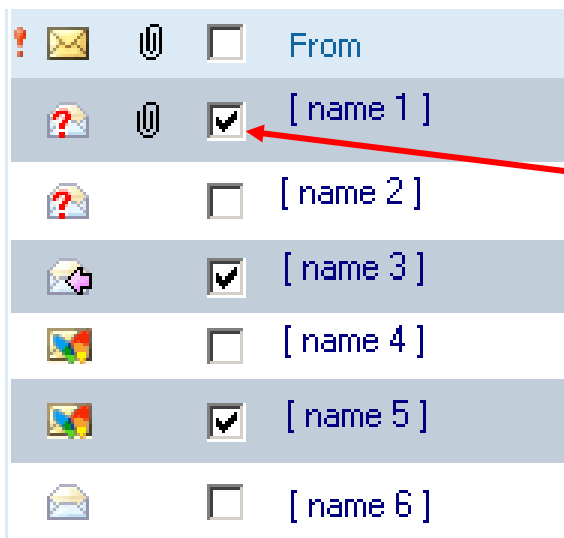 From
[ name 1 ]
[ name 2 ]
[ name 3 ]
[ name 4 ]
[ name 5 ]
[ name 6 ]